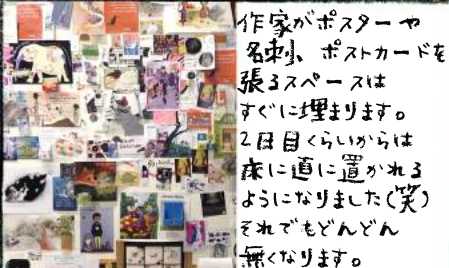 作家がポスターや
名刺、ポストカードを
張るスペースは
すぐに埋まります。
2日目くらいからは
床に直に置かれる
ようになりました(笑)
それでもどんどん
無くなります。